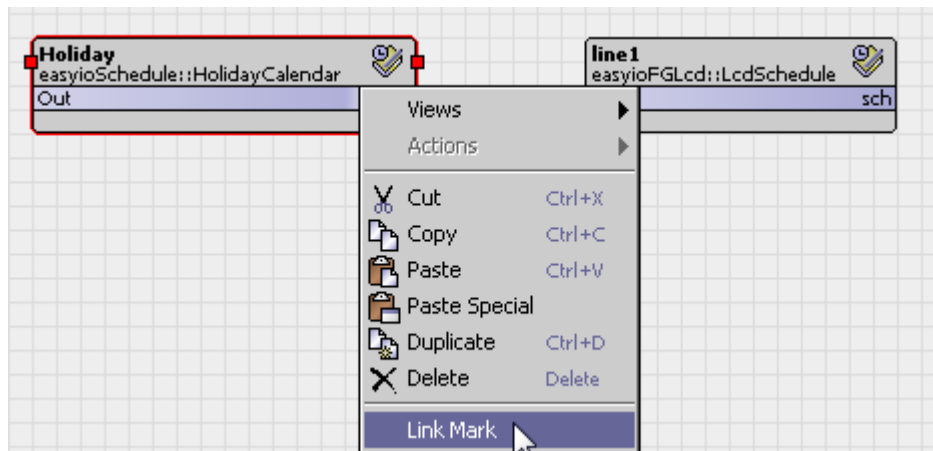 Holiday
easyioSchedule::HolidayCalendar
Out
line1
easyioFGLcd::LcdSchedule
sch
Views
Actions
Cut Ctrl+X
Copy Ctrl+C
Paste Ctrl+V
Paste Special
Duplicate Ctrl+D
Delete Delete
Link Mark